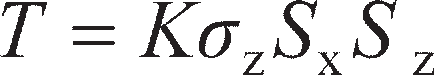 T = Kσ_z S_x S_z